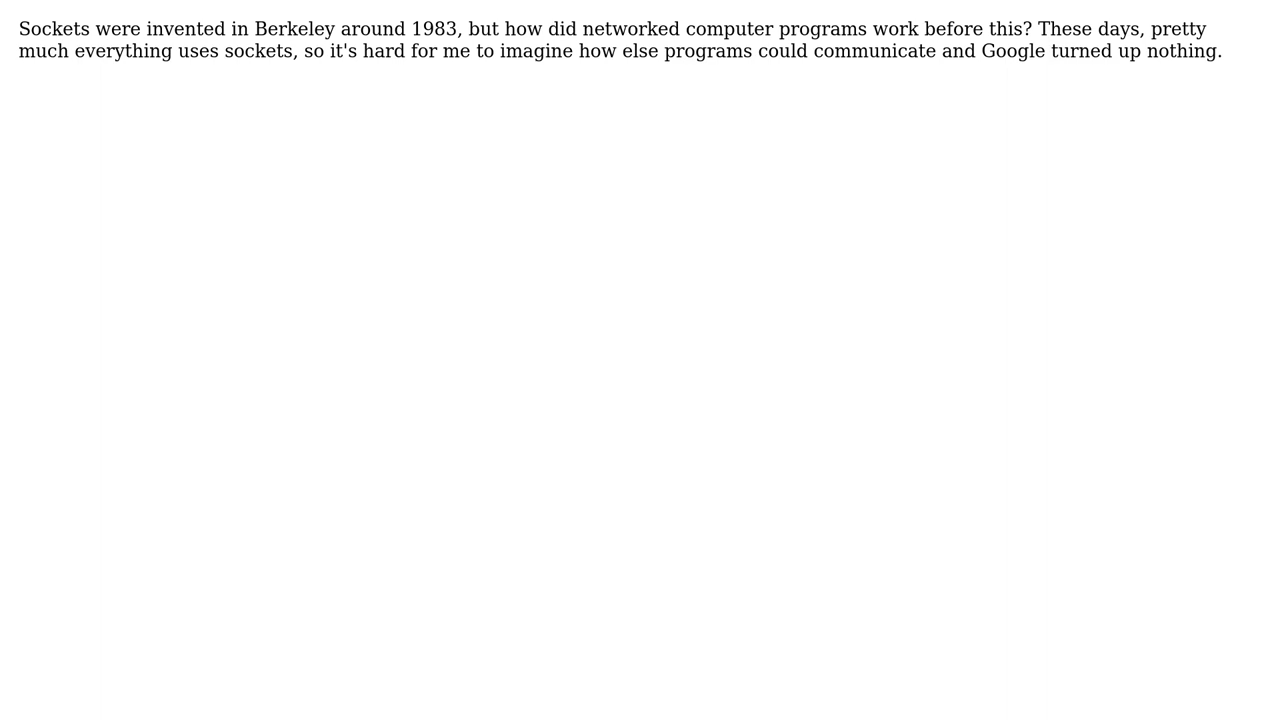 Sockets were invented in Berkeley around 1983, but how did networked computer programs work before this? These days, pretty
much everything uses sockets, so it's hard for me to imagine how else programs could communicate and Google turned up nothing.